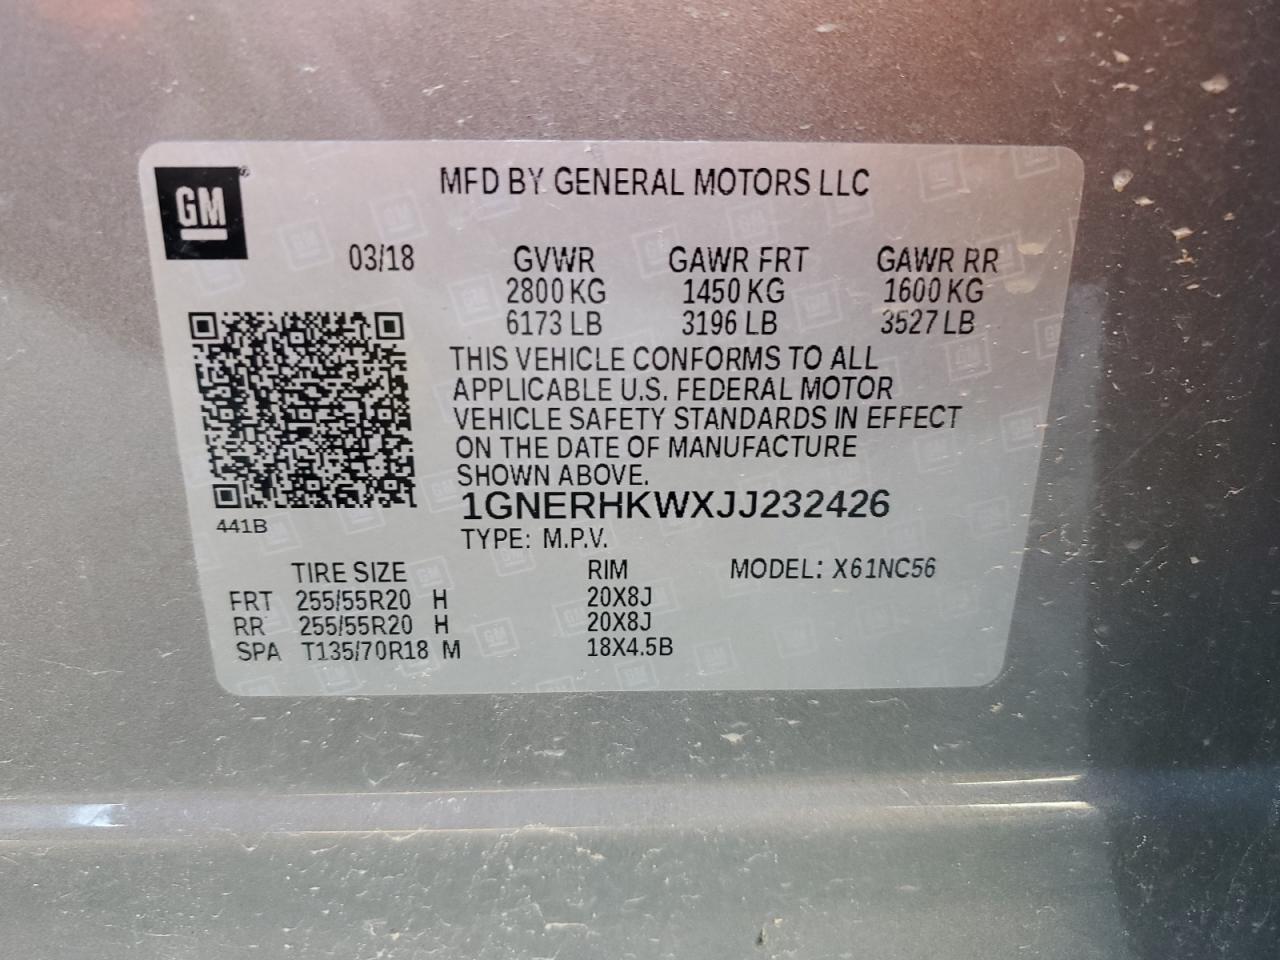 GM
MFD BY GENERAL MOTORS LLC
03/18 GVWR GAWR FRT GAWR RR
2800 KG 1450 KG 1600 KG
6173 LB 3196 LB 3527 LB
THIS VEHICLE CONFORMS TO ALL
APPLICABLE U.S. FEDERAL MOTOR
VEHICLE SAFETY STANDARDS IN EFFECT
ON THE DATE OF MANUFACTURE
SHOWN ABOVE.
1GNERHKWXJJ232426
441B
TYPE: M.P.V.
TIRE SIZE RIM MODEL: X61NC56
FRT 255/55R20 H 20X8J
RR 255/55R20 H 20X8J
SPA T135/70R18 M 18X4.5B